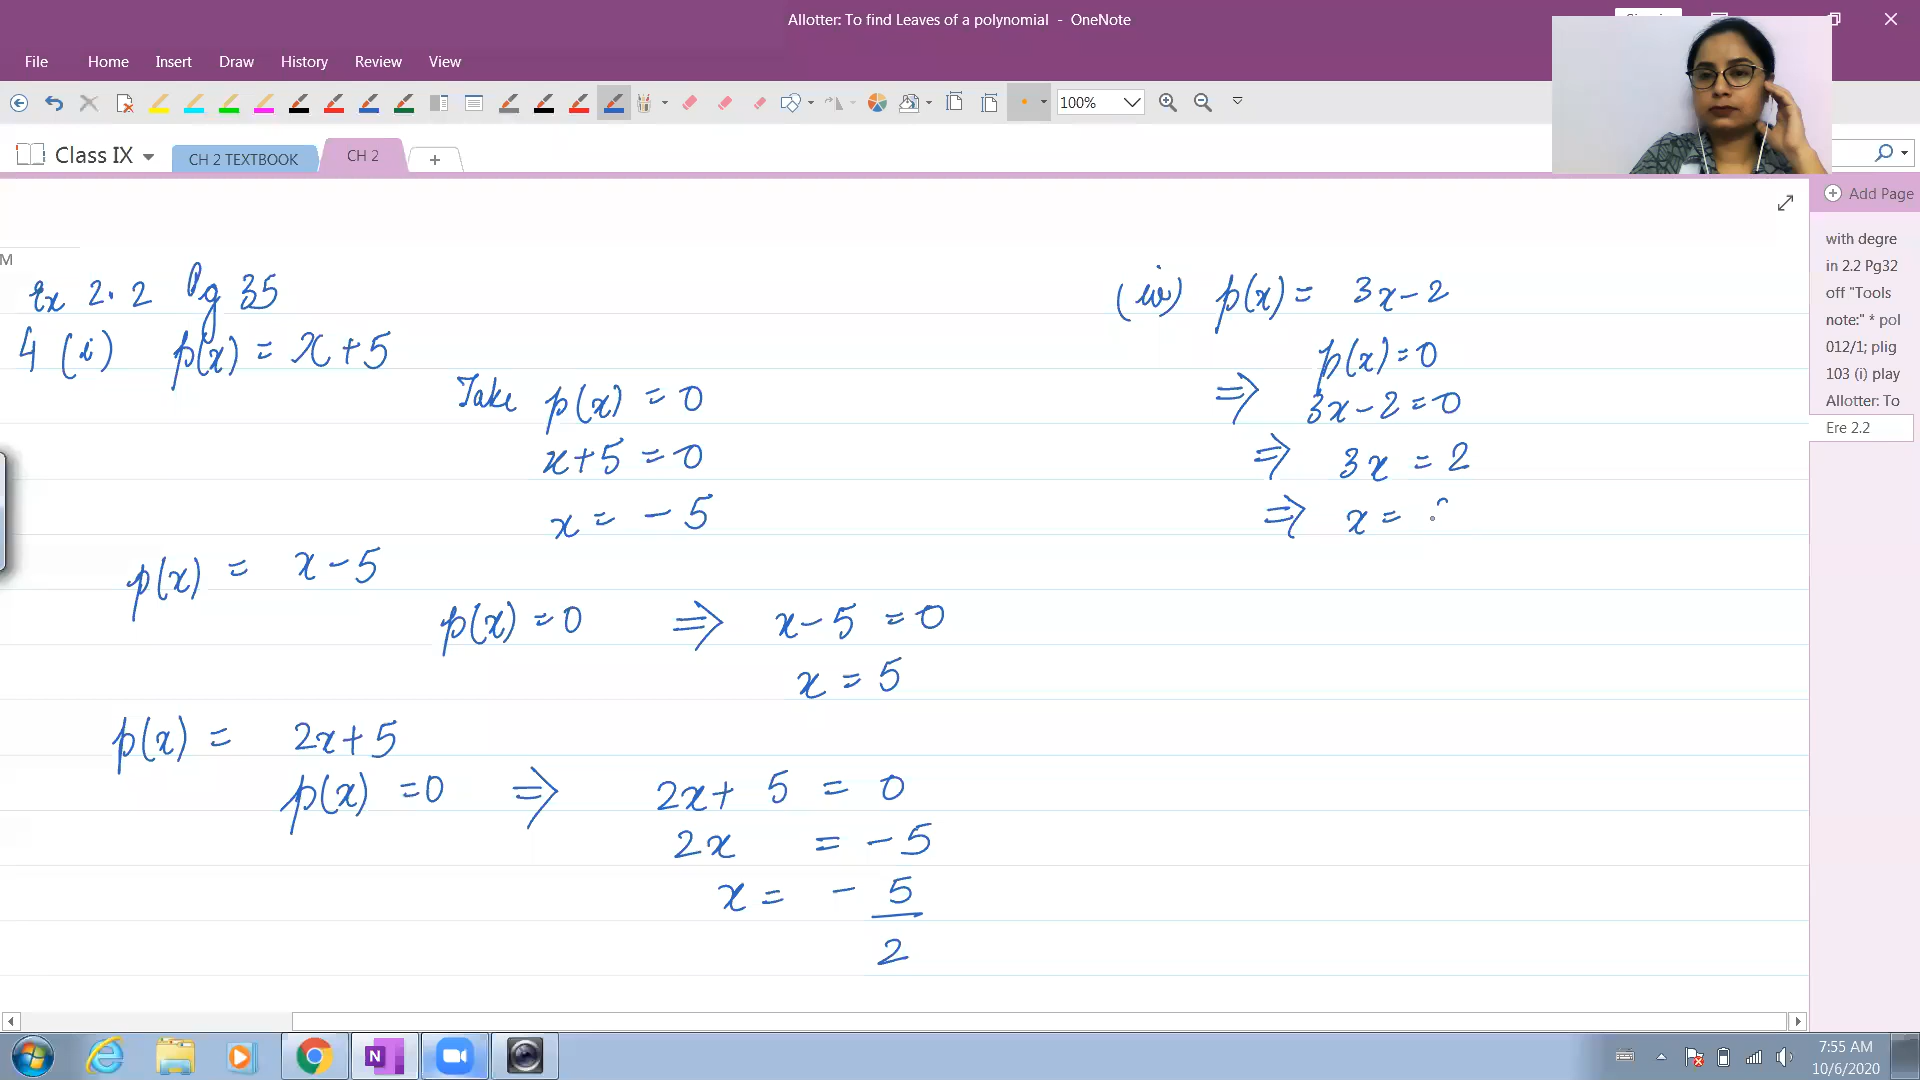 Allotter: To find Leaves of a polynomial - OneNote
File Home Insert Draw History Review View
100%
Class IX CH 2 TEXTBOOK CH 2 +
Add Page
with degre
in 2.2 Pg32
off "Tools
note:" * pol
012/1; plig
103 (i) play
Allotter: To
Ere 2.2
M
Ex 2.2 Pg 35
4 (i) p(x) = x+5
Take p(x) = 0
x+5 = 0
x = -5
p(x) = x-5
p(x) = 0 ⇒ x-5 = 0
x = 5
p(x) = 2x+5
p(x) = 0 ⇒ 2x+ 5 = 0
2x = -5
x = - 5
2
(iv) p(x) = 3x-2
p(x) = 0
⇒ 3x-2 = 0
⇒ 3x = 2
⇒ x =
7:55 AM
10/6/2020